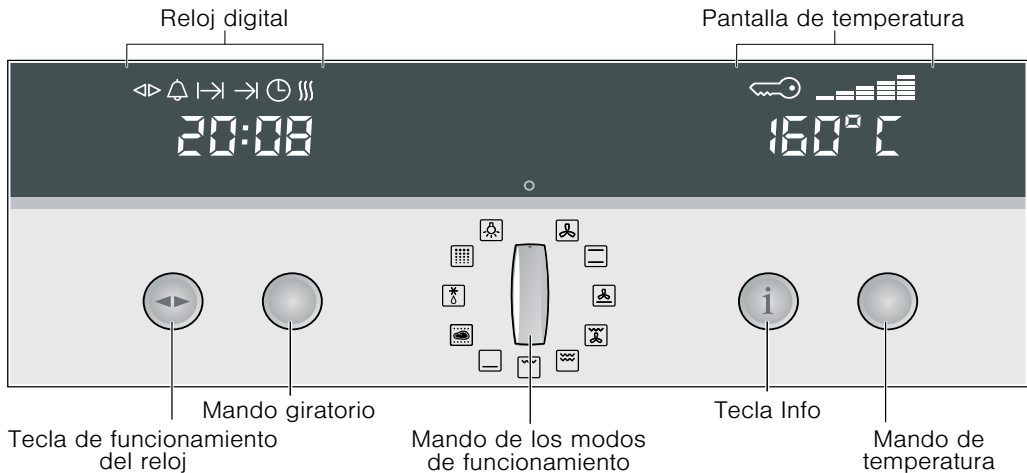 Reloj digital
Pantalla de temperatura
20:08
160°C
i
Mando giratorio
Tecla Info
Tecla de funcionamiento
del reloj
Mando de los modos
de funcionamiento
Mando de
temperatura